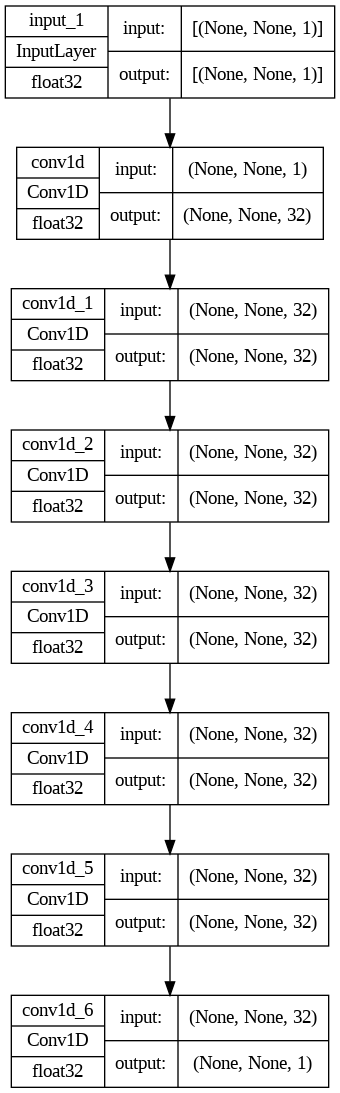 input_1
InputLayer
float32
input:
[(None, None, 1)]
output:
[(None, None, 1)]
conv1d
Conv1D
float32
input:
(None, None, 1)
output:
(None, None, 32)
conv1d_1
Conv1D
float32
input:
(None, None, 32)
output:
(None, None, 32)
conv1d_2
Conv1D
float32
input:
(None, None, 32)
output:
(None, None, 32)
conv1d_3
Conv1D
float32
input:
(None, None, 32)
output:
(None, None, 32)
conv1d_4
Conv1D
float32
input:
(None, None, 32)
output:
(None, None, 32)
conv1d_5
Conv1D
float32
input:
(None, None, 32)
output:
(None, None, 32)
conv1d_6
Conv1D
float32
input:
(None, None, 32)
output:
(None, None, 1)